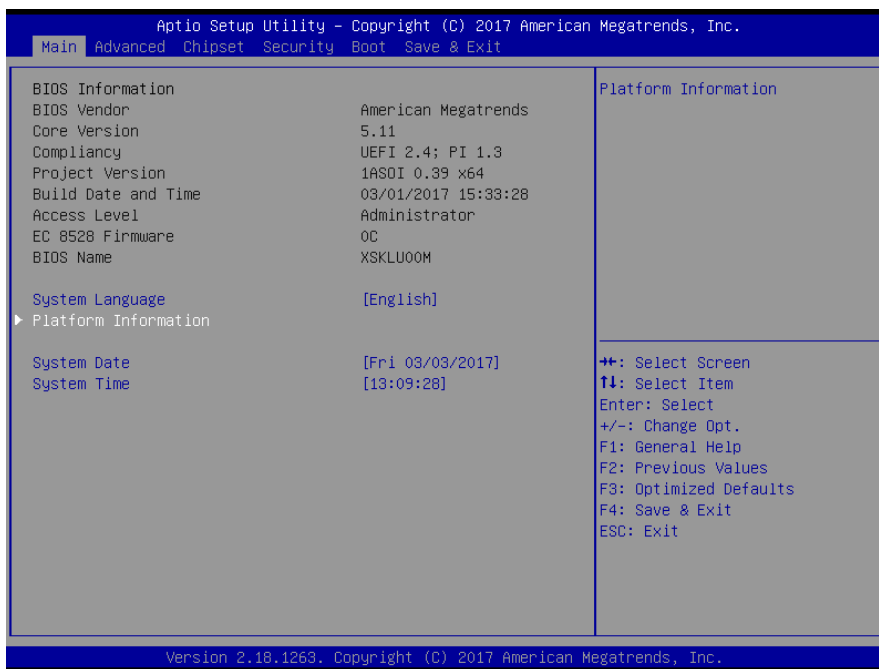 Aptio Setup Utility – Copyright (C) 2017 American Megatrends, Inc.
Main Advanced Chipset Security Boot Save & Exit
BIOS Information
BIOS Vendor American Megatrends
Core Version 5.11
Compliancy UEFI 2.4; PI 1.3
Project Version 1ASOI 0.39 x64
Build Date and Time 03/01/2017 15:33:28
Access Level Administrator
EC 8528 Firmware 0C
BIOS Name XSKLU00M
System Language [English]
Platform Information
System Date [Fri 03/03/2017]
System Time [13:09:28]
Platform Information
→←: Select Screen
↑↓: Select Item
Enter: Select
+/-: Change Opt.
F1: General Help
F2: Previous Values
F3: Optimized Defaults
F4: Save & Exit
ESC: Exit
Version 2.18.1263. Copyright (C) 2017 American Megatrends, Inc.